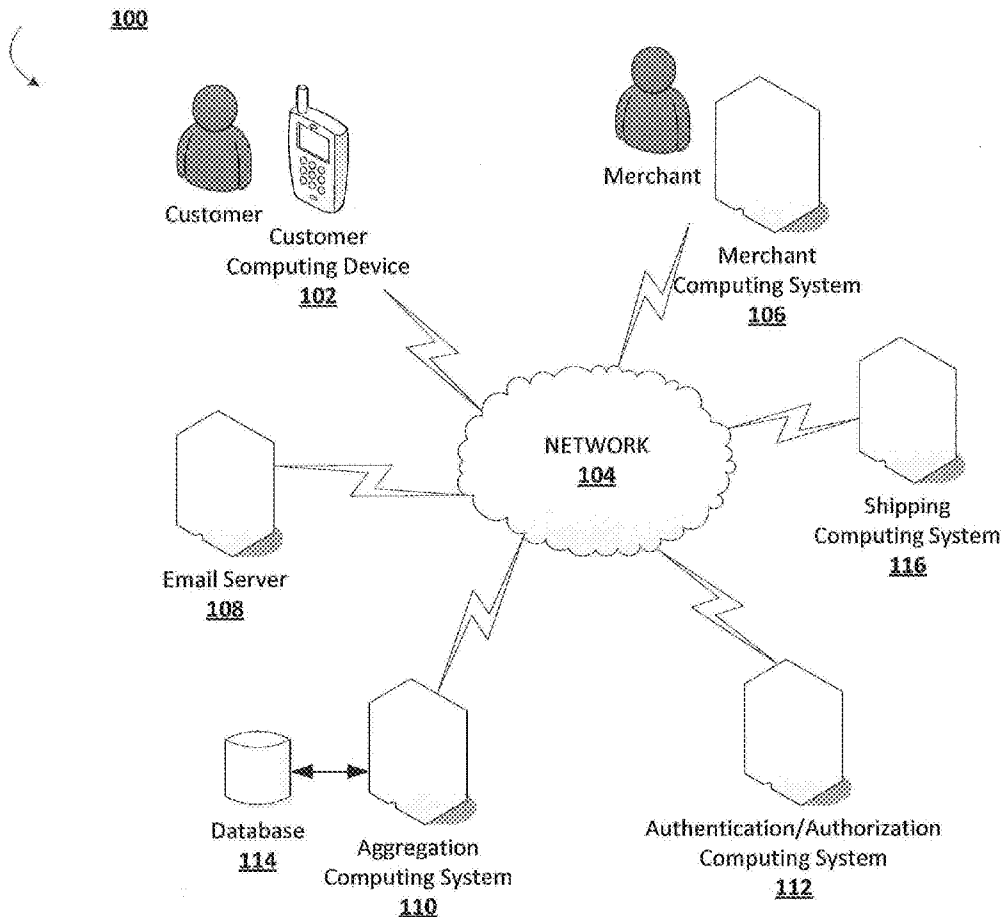 100
Customer
Customer
Computing Device
102
Merchant
Merchant
Computing System
106
NETWORK
104
Shipping
Computing System
116
Email Server
108
Database
114
Aggregation
Computing System
110
Authentication/Authorization
Computing System
112